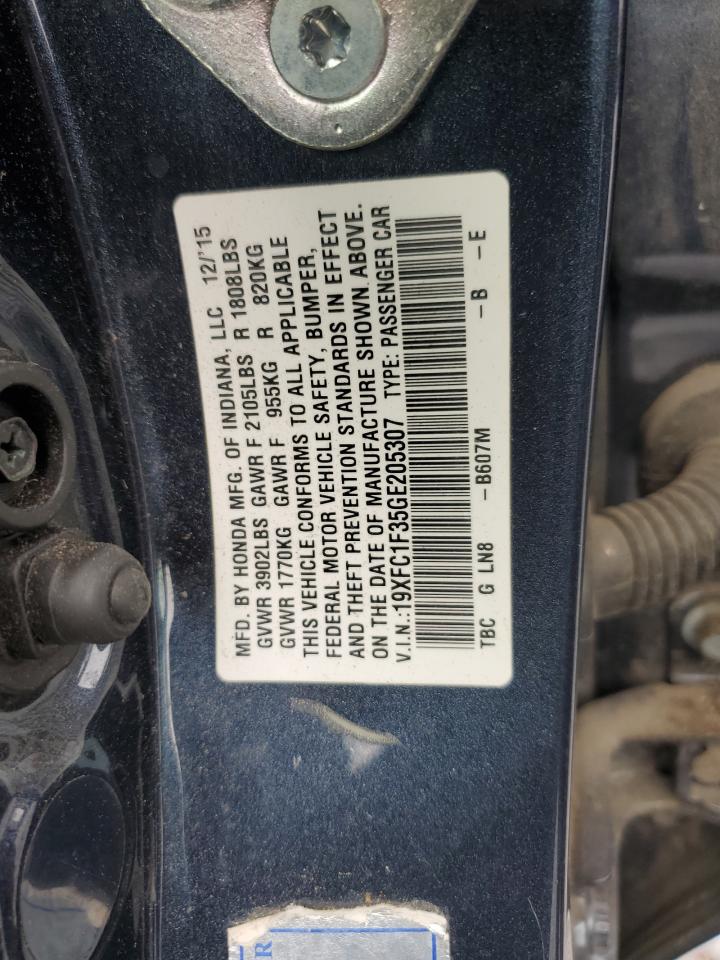 MFD. BY HONDA MFG. OF INDIANA, LLC 12/'15
GVWR 3902LBS GAWR F 2105LBS R 1808LBS
GVWR 1770KG GAWR F 955KG R 820KG
THIS VEHICLE CONFORMS TO ALL APPLICABLE
FEDERAL MOTOR VEHICLE SAFETY, BUMPER,
AND THEFT PREVENTION STANDARDS IN EFFECT
ON THE DATE OF MANUFACTURE SHOWN ABOVE.
V.I.N.:19XFC1F35GE205307 TYPE: PASSENGER CAR
TBC G LN8 -B607M -B -E
R